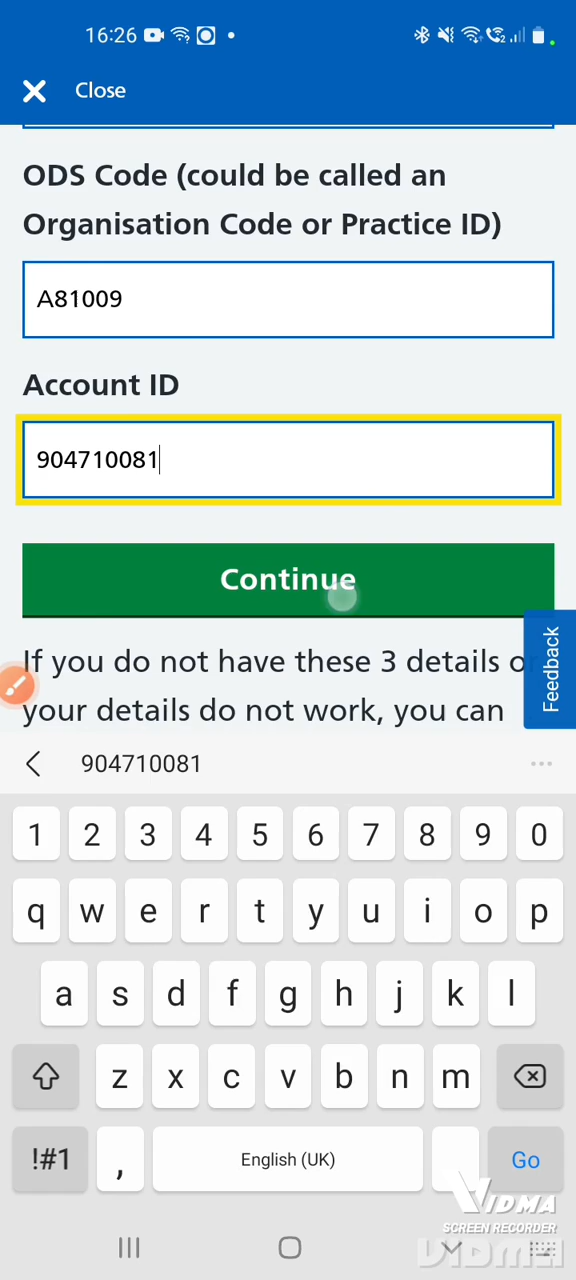 16:26
Close
ODS Code (could be called an
Organisation Code or Practice ID)
A81009
Account ID
904710081
Continue
If you do not have these 3 details or
your details do not work, you can
Feedback
904710081
1 2 3 4 5 6 7 8 9 0
q w e r t y u i o p
a s d f g h j k l
z x c v b n m
!#1 , English (UK) Go
VIDMA
SCREEN RECORDER
VIDMA